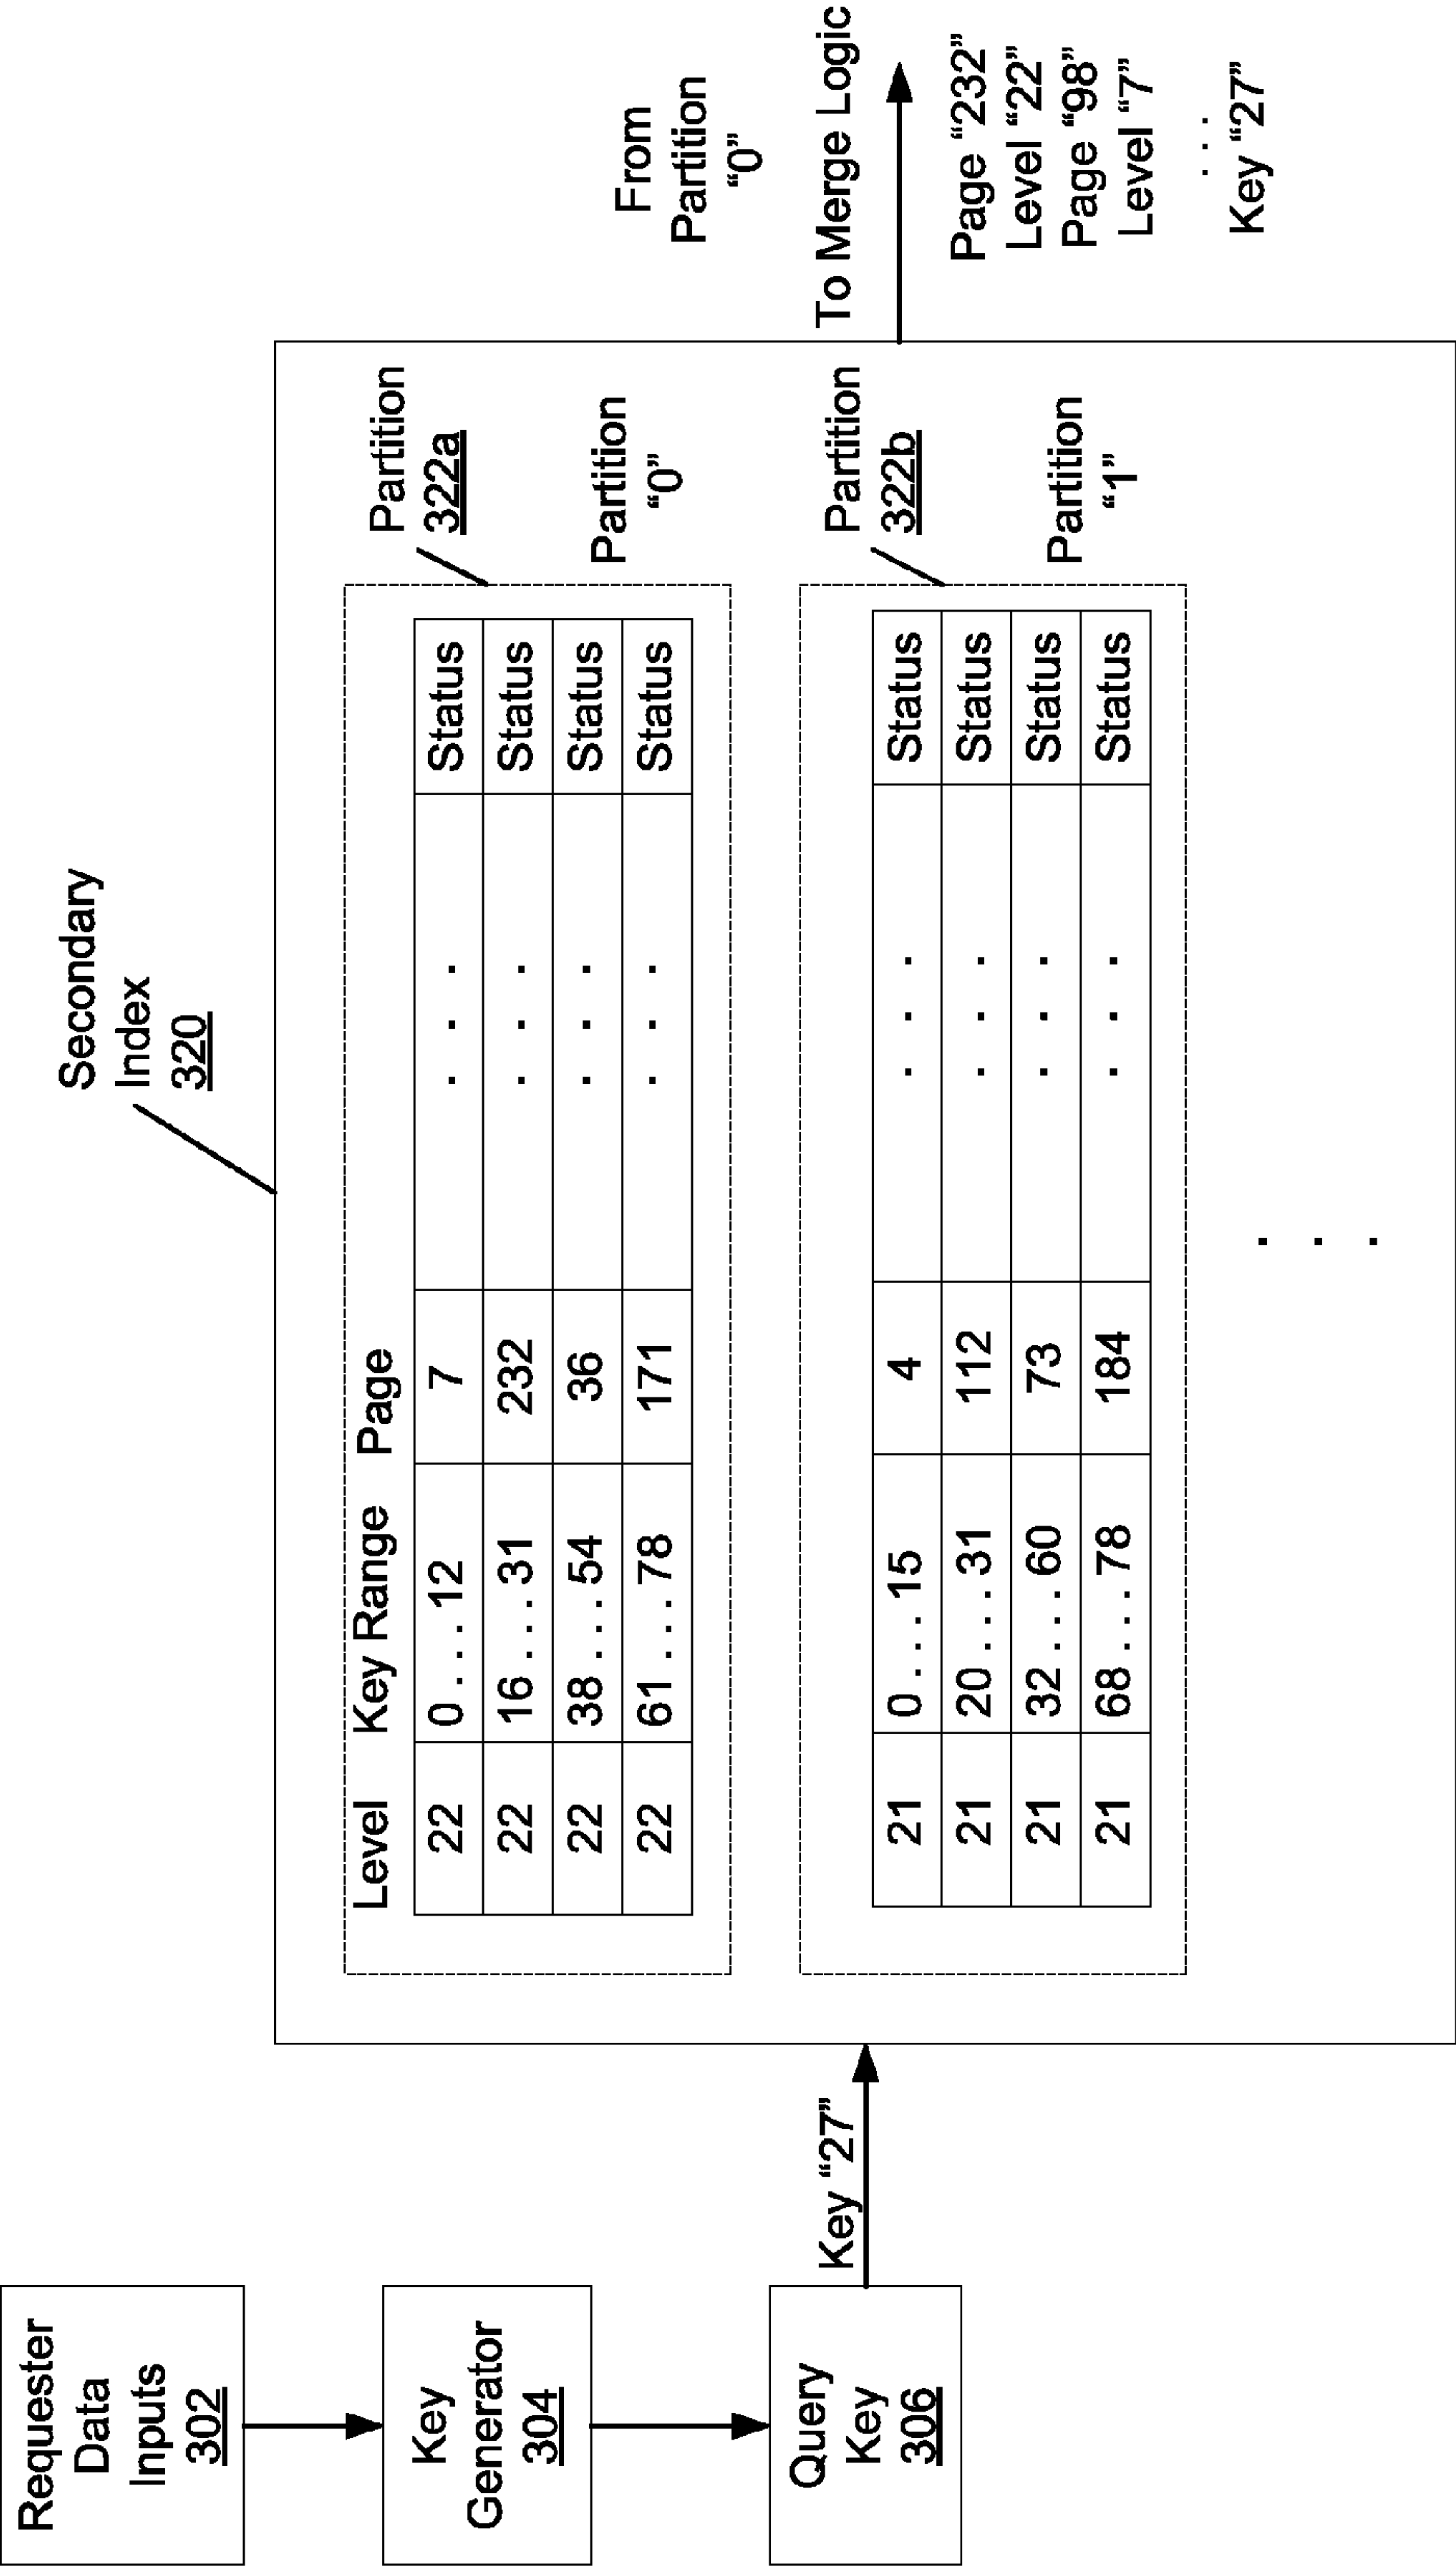 Requester
Data
Inputs
302
Key
Generator
304
Query
Key
306
Key “27”
Secondary
Index
320
Level Key Range Page
22 0 . . . 12 7 . . . Status
22 16 . . . 31 232 . . . Status
22 38 . . . 54 36 . . . Status
22 61 . . . 78 171 . . . Status
Partition
322a
Partition
“0”
21 0 . . . 15 4 . . . Status
21 20 . . . 31 112 . . . Status
21 32 . . . 60 73 . . . Status
21 68 . . . 78 184 . . . Status
Partition
322b
Partition
“1”
. . .
From
Partition
“0”
To Merge Logic
Page “232”
Level “22”
Page “98”
Level “7”
. . .
Key “27”